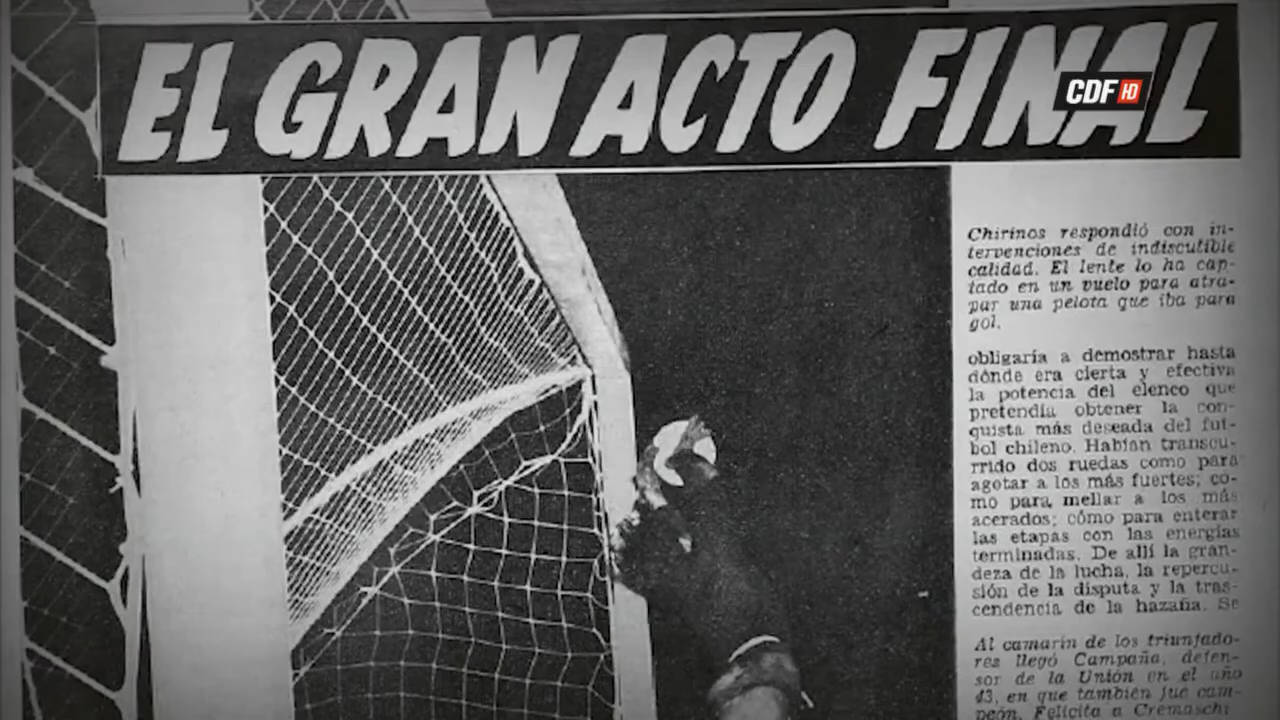 EL GRAN ACTO FINAL
CDF HD
Chirinos respondió con in-
tervenciones de indiscutible
calidad. El lente lo ha cap-
tado en un vuelo para atra-
par una pelota que iba para
gol.
obligaría a demostrar hasta
dónde era cierta y efectiva
la potencia del elenco que
pretendía obtener la con-
quista más deseada del fut-
bol chileno. Habían transcu-
rrido dos ruedas como para
agotar a los más fuertes; co-
mo para mellar a los más
acerados; cómo para enterar
las etapas con las energías
terminadas. De allí la gran-
deza de la lucha, la repercu-
sión de la disputa y la tras-
cendencia de la hazaña. Se
Al camarín de los triunfado-
res llegó Campaña, defen-
sor de la Unión en el año
43, en que también fue cam-
peón. Felicita a Cremaschi